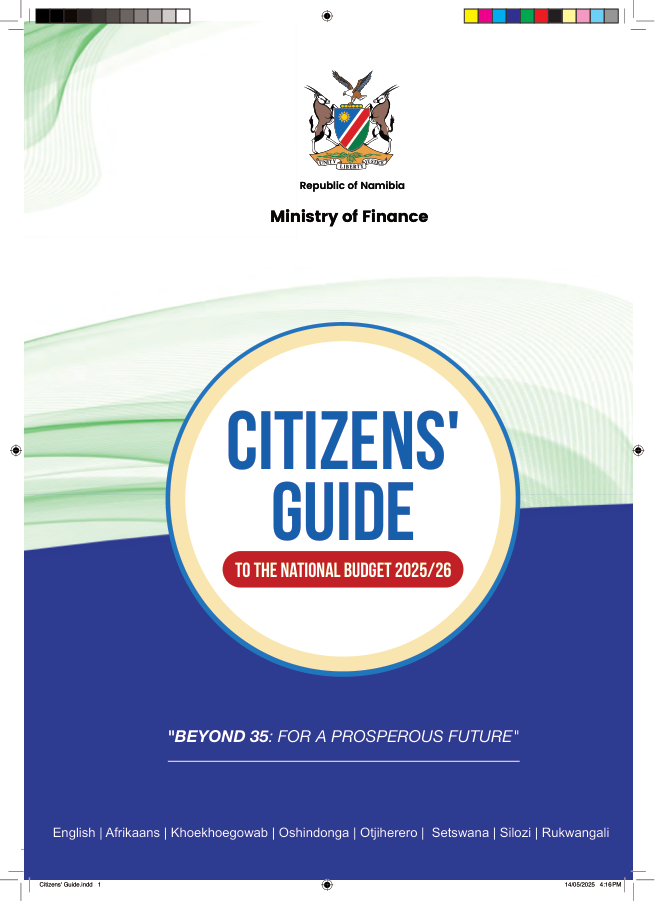 UNITY LIBERTY JUSTICE
Republic of Namibia
Ministry of Finance
CITIZENS'
GUIDE
TO THE NATIONAL BUDGET 2025/26
"BEYOND 35: FOR A PROSPEROUS FUTURE"
English | Afrikaans | Khoekhoegowab | Oshindonga | Otjiherero | Setswana | Silozi | Rukwangali
Citizens' Guide.indd 1
14/05/2025 4:16 PM